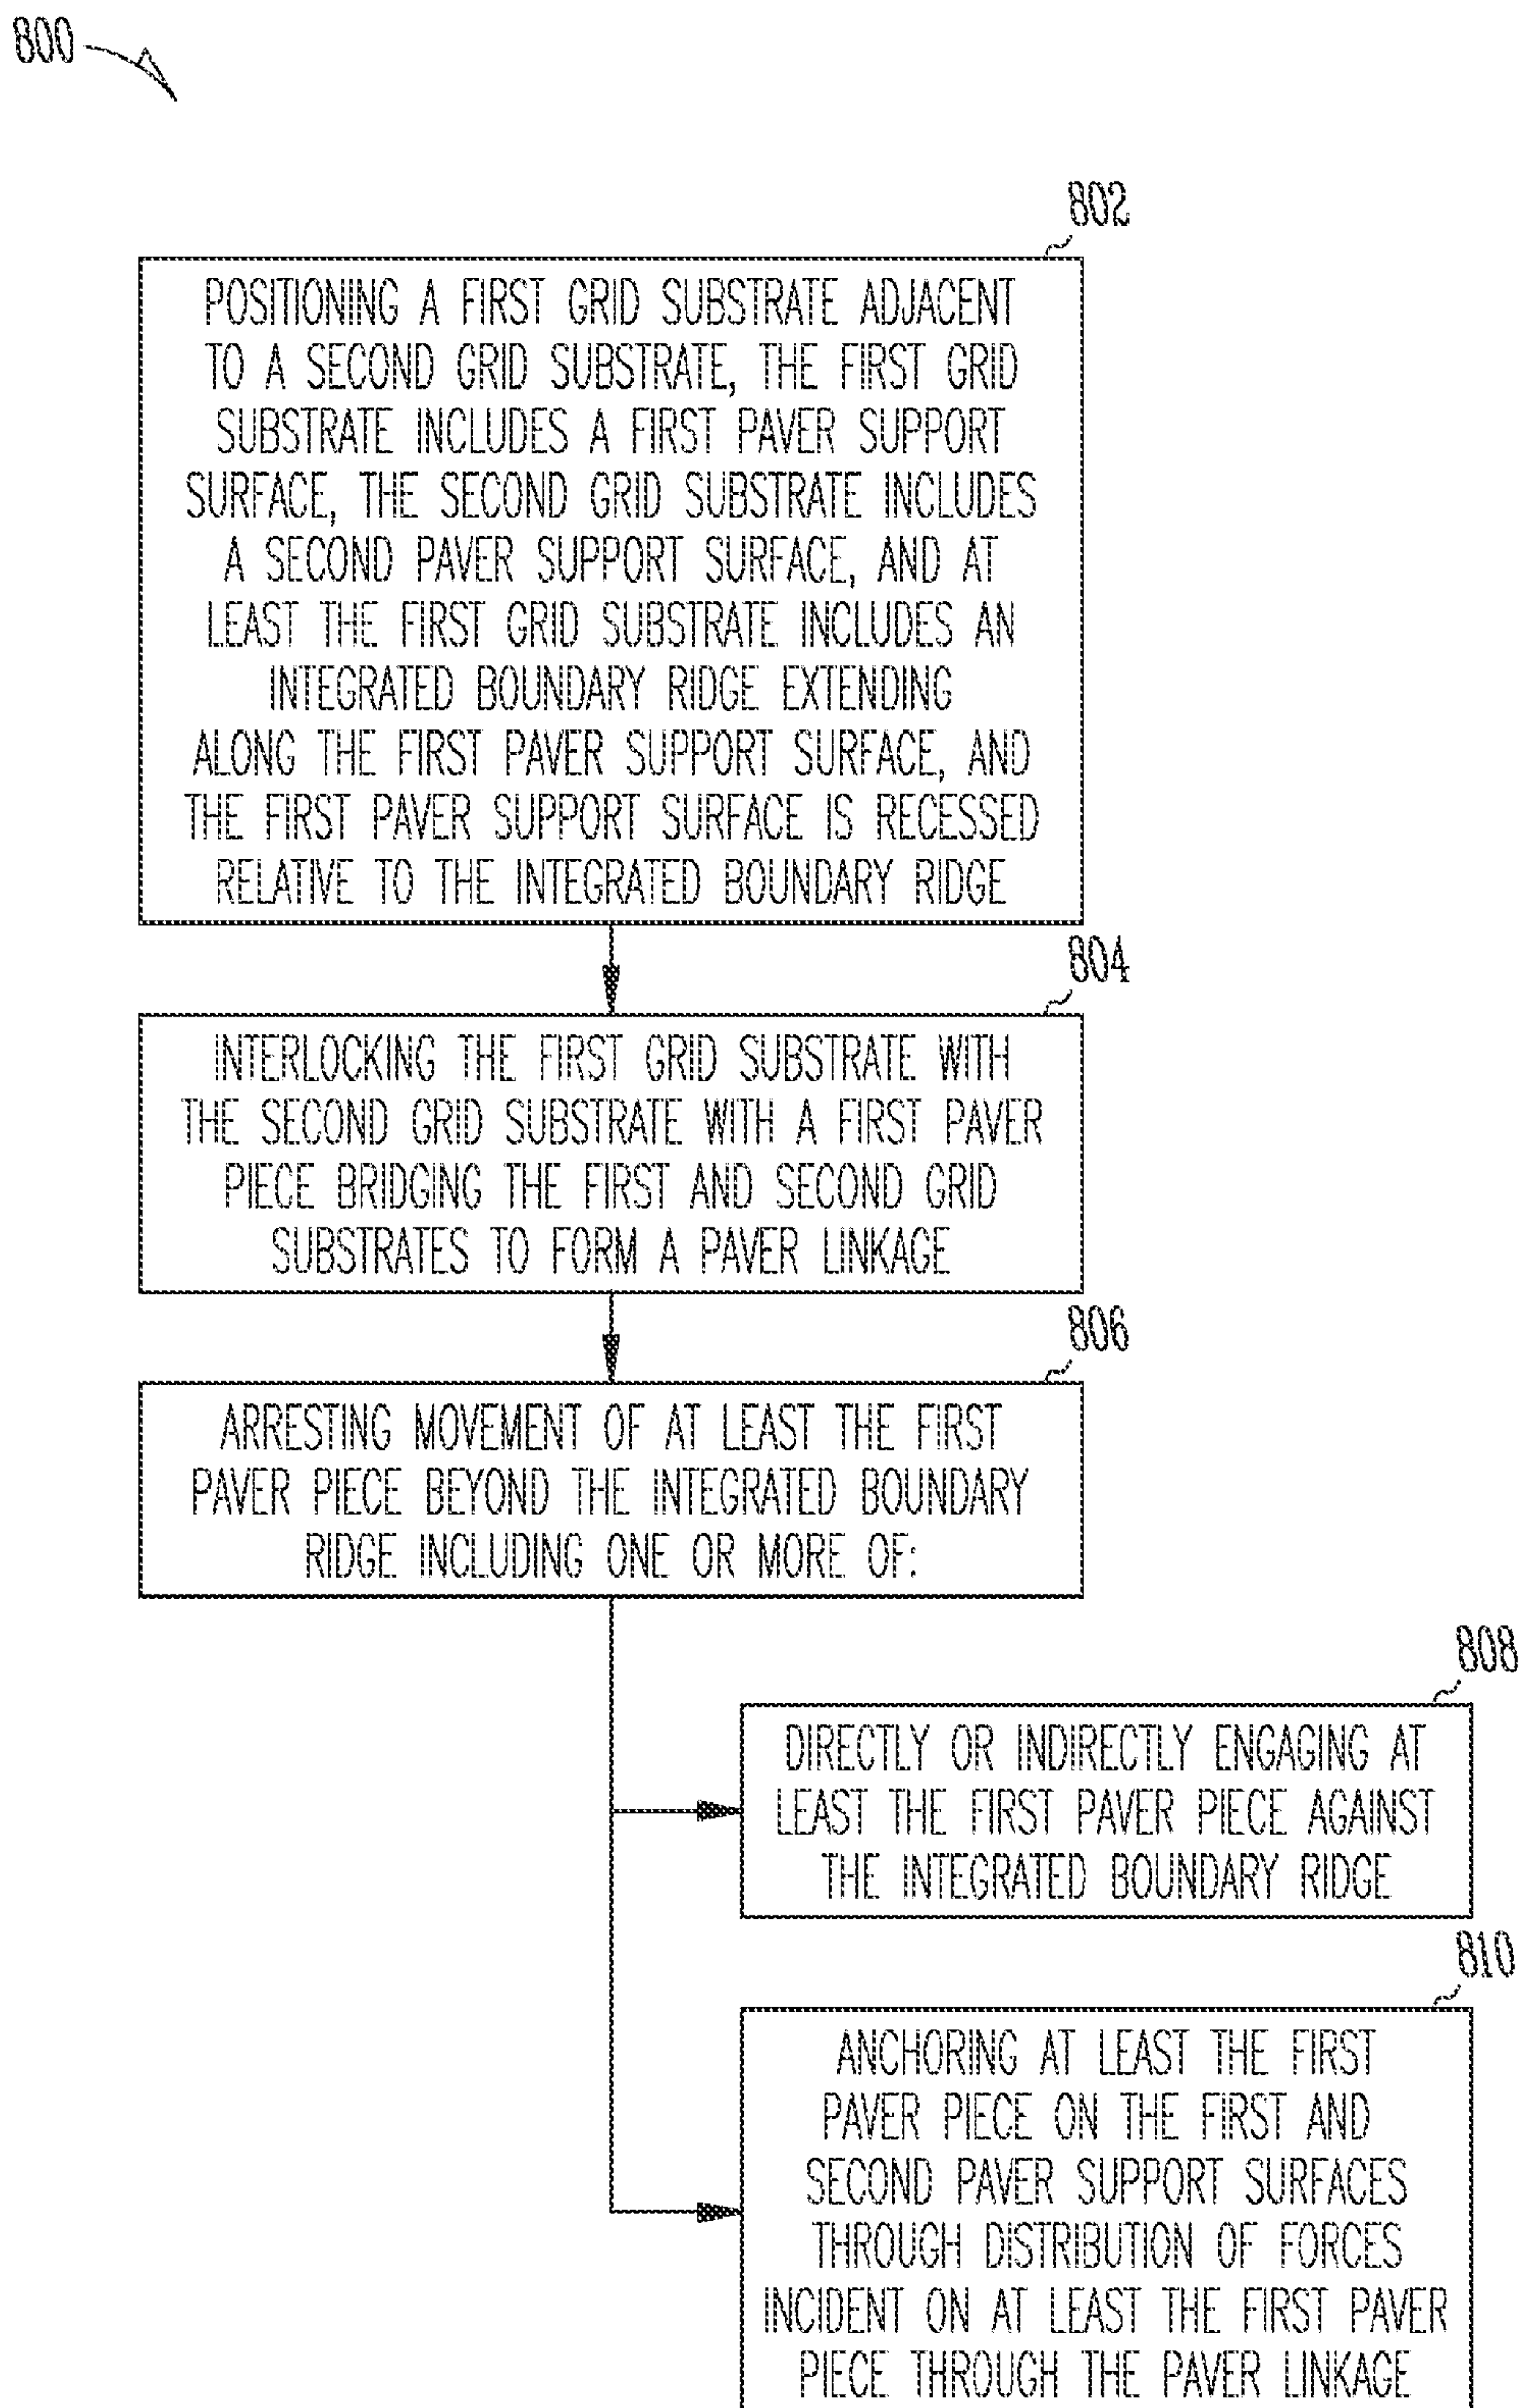 800
802
POSITIONING A FIRST GRID SUBSTRATE ADJACENT
TO A SECOND GRID SUBSTRATE, THE FIRST GRID
SUBSTRATE INCLUDES A FIRST PAVER SUPPORT
SURFACE, THE SECOND GRID SUBSTRATE INCLUDES
A SECOND PAVER SUPPORT SURFACE, AND AT
LEAST THE FIRST GRID SUBSTRATE INCLUDES AN
INTEGRATED BOUNDARY RIDGE EXTENDING
ALONG THE FIRST PAVER SUPPORT SURFACE, AND
THE FIRST PAVER SUPPORT SURFACE IS RECESSED
RELATIVE TO THE INTEGRATED BOUNDARY RIDGE
804
INTERLOCKING THE FIRST GRID SUBSTRATE WITH
THE SECOND GRID SUBSTRATE WITH A FIRST PAVER
PIECE BRIDGING THE FIRST AND SECOND GRID
SUBSTRATES TO FORM A PAVER LINKAGE
806
ARRESTING MOVEMENT OF AT LEAST THE FIRST
PAVER PIECE BEYOND THE INTEGRATED BOUNDARY
RIDGE INCLUDING ONE OR MORE OF:
808
DIRECTLY OR INDIRECTLY ENGAGING AT
LEAST THE FIRST PAVER PIECE AGAINST
THE INTEGRATED BOUNDARY RIDGE
810
ANCHORING AT LEAST THE FIRST
PAVER PIECE ON THE FIRST AND
SECOND PAVER SUPPORT SURFACES
THROUGH DISTRIBUTION OF FORCES
INCIDENT ON AT LEAST THE FIRST PAVER
PIECE THROUGH THE PAVER LINKAGE